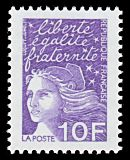 liberté
égalité
fraternité
RÉPUBLIQUE FRANÇAISE
LA POSTE
10F